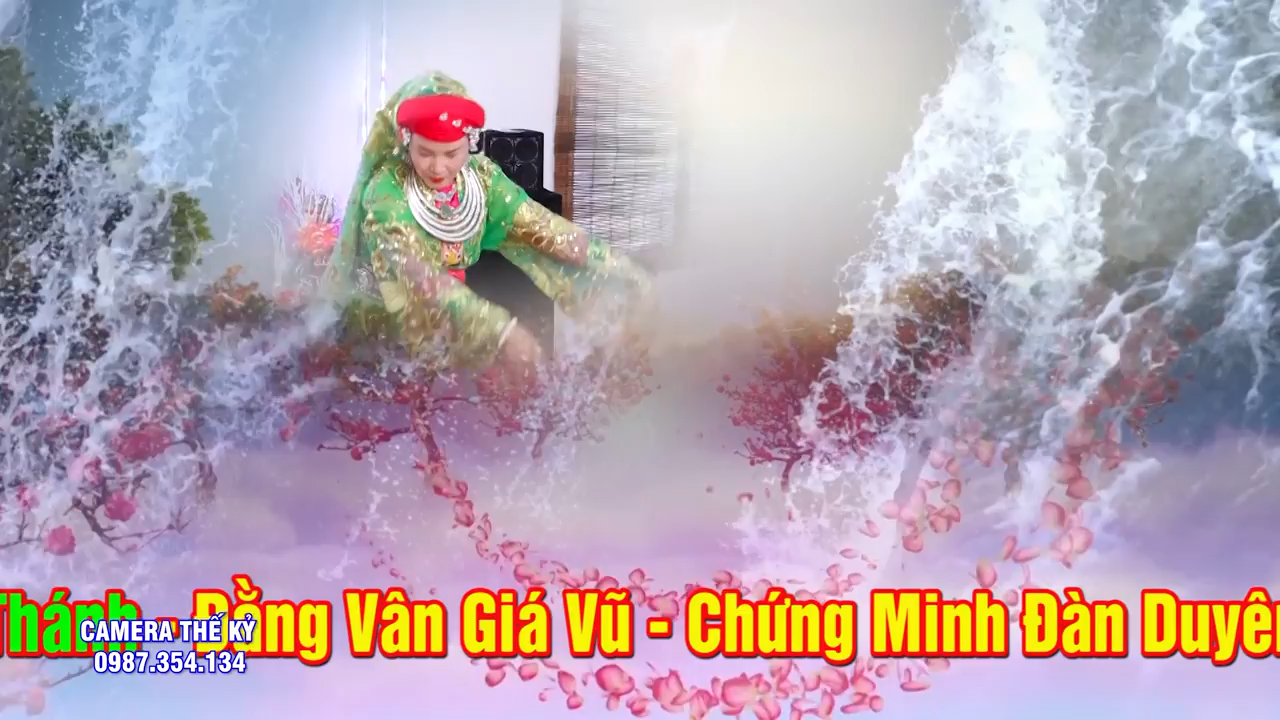 Thánh - Đằng Vân Giá Vũ - Chứng Minh Đàn Duyên
CAMERA THẾ KỶ
0987.354.134